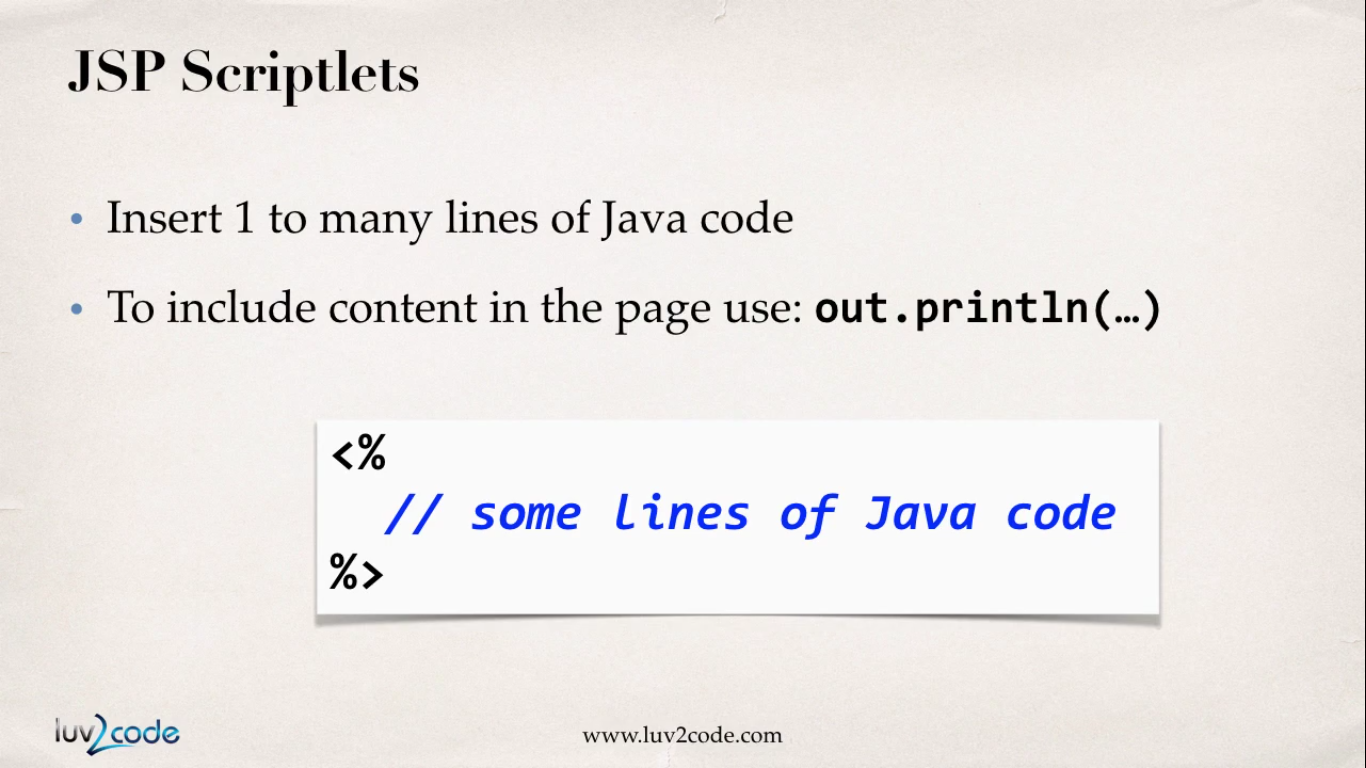 JSP Scriptlets
• Insert 1 to many lines of Java code
• To include content in the page use: out.println(…)
<%
// some lines of Java code
%>
luv2code
www.luv2code.com